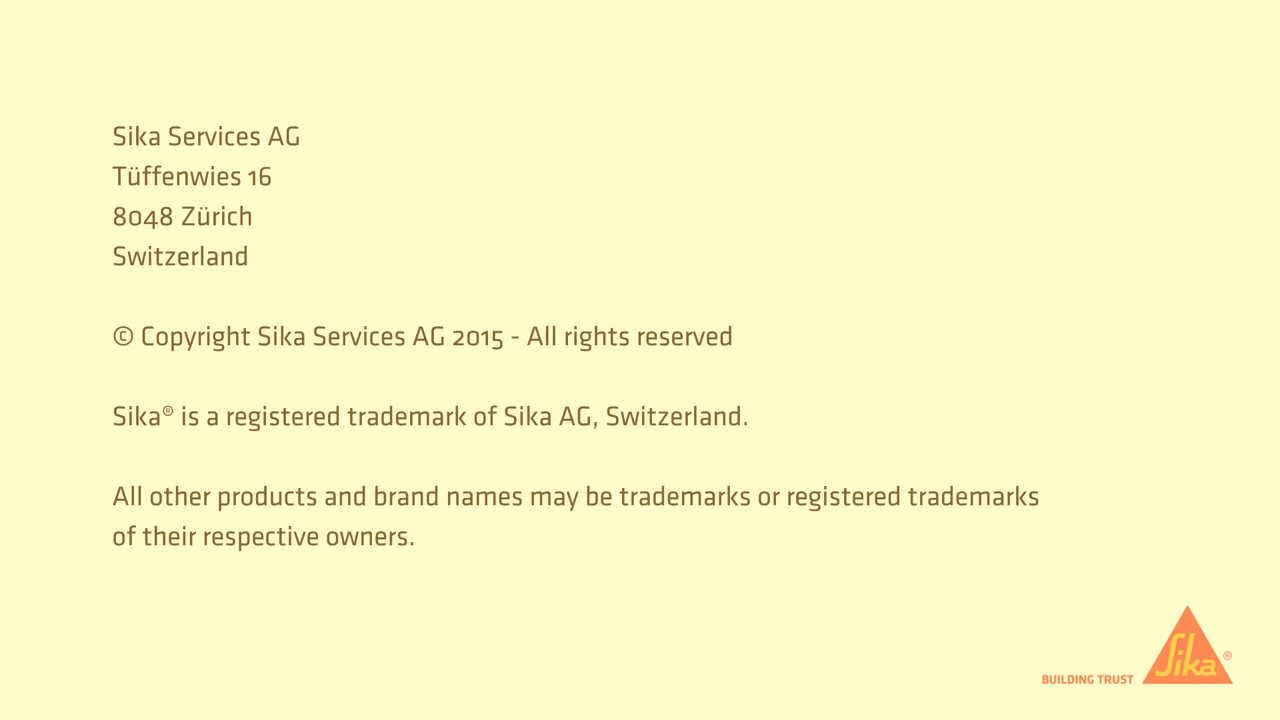 Sika Services AG
Tüffenwies 16
8048 Zürich
Switzerland
© Copyright Sika Services AG 2015 - All rights reserved
Sika® is a registered trademark of Sika AG, Switzerland.
All other products and brand names may be trademarks or registered trademarks
of their respective owners.
BUILDING TRUST
Sika®